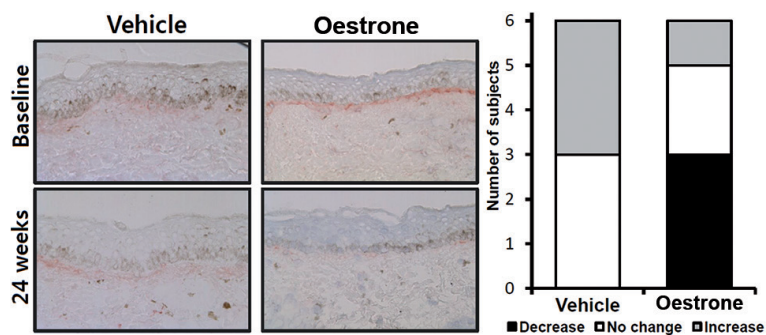 Vehicle Oestrone
Baseline
24 weeks
Number of subjects
6
5
4
3
2
1
0
Vehicle Oestrone
Decrease No change Increase